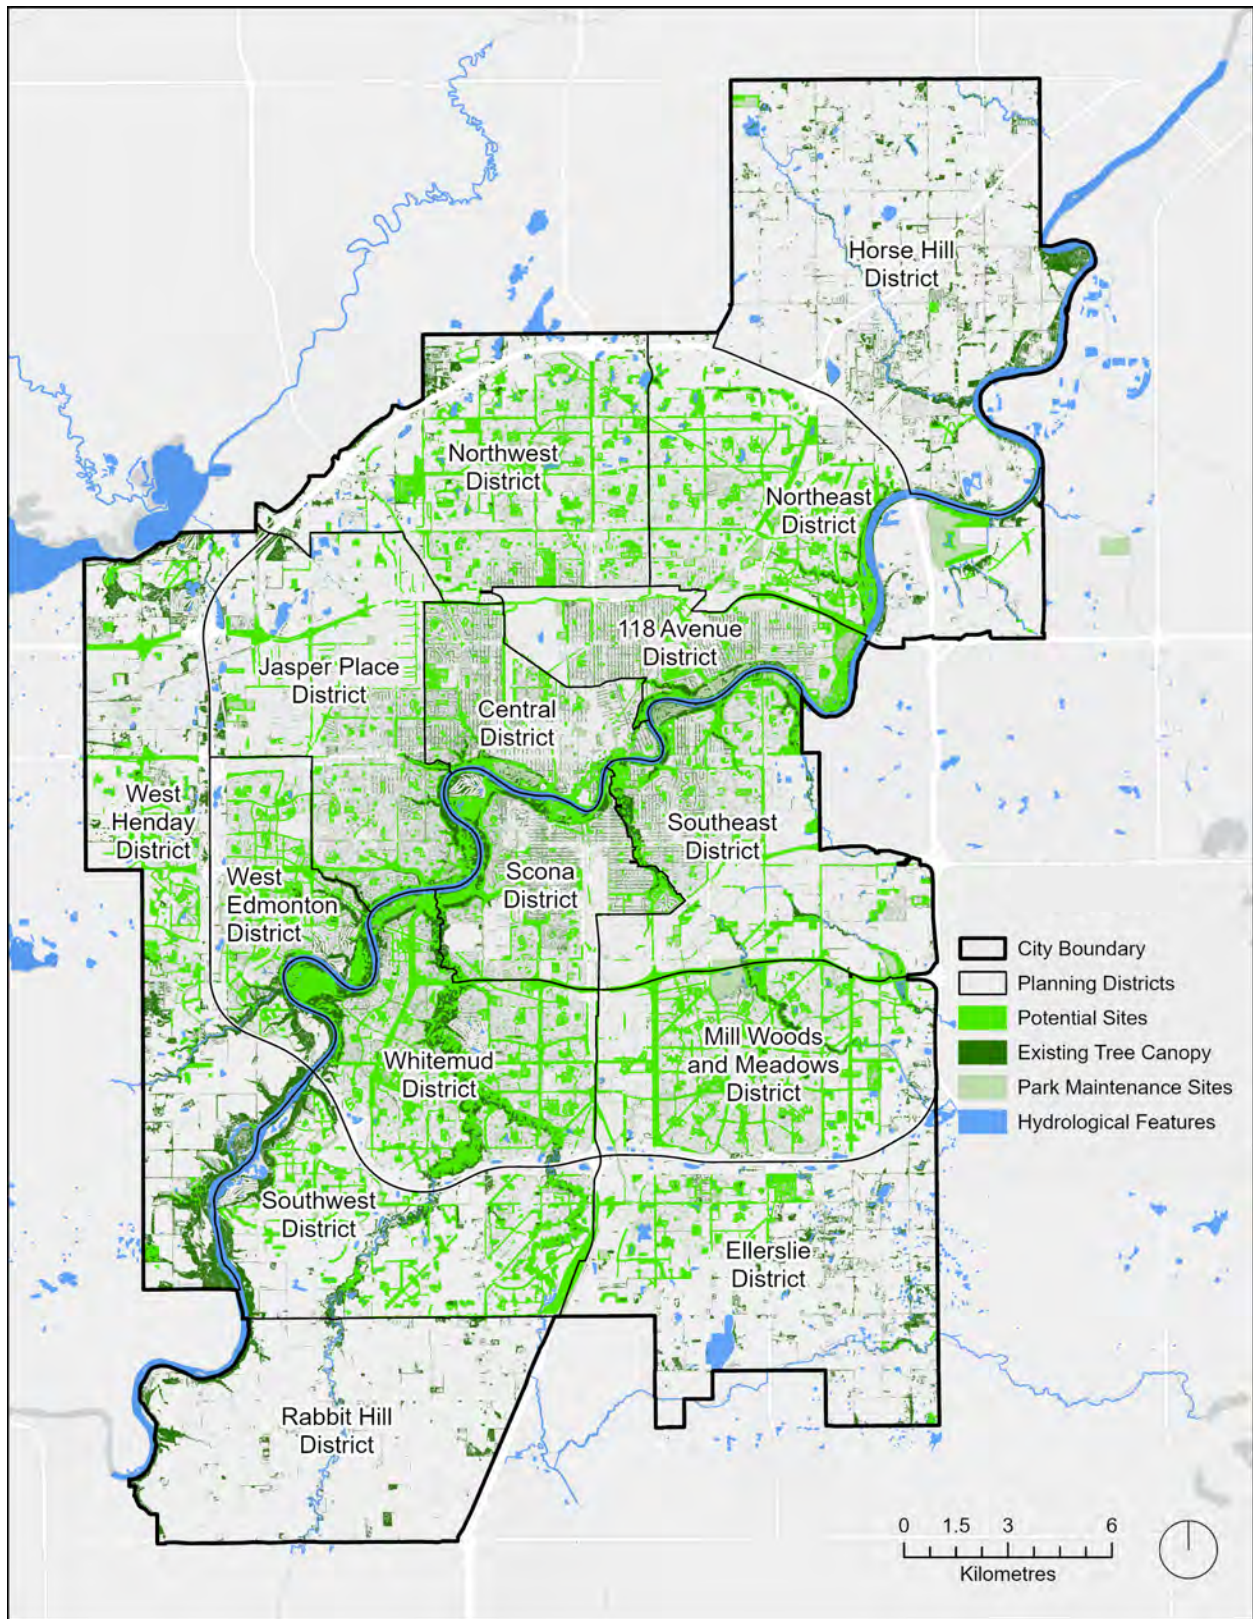 Horse Hill
District
Northwest
District
Northeast
District
118 Avenue
District
Jasper Place
District
Central
District
West
Henday
District
Southeast
District
Scona
District
West
Edmonton
District
City Boundary
Planning Districts
Potential Sites
Existing Tree Canopy
Park Maintenance Sites
Hydrological Features
Mill Woods
and Meadows
District
Whitemud
District
Southwest
District
Ellerslie
District
Rabbit Hill
District
0 1.5 3 6
Kilometres